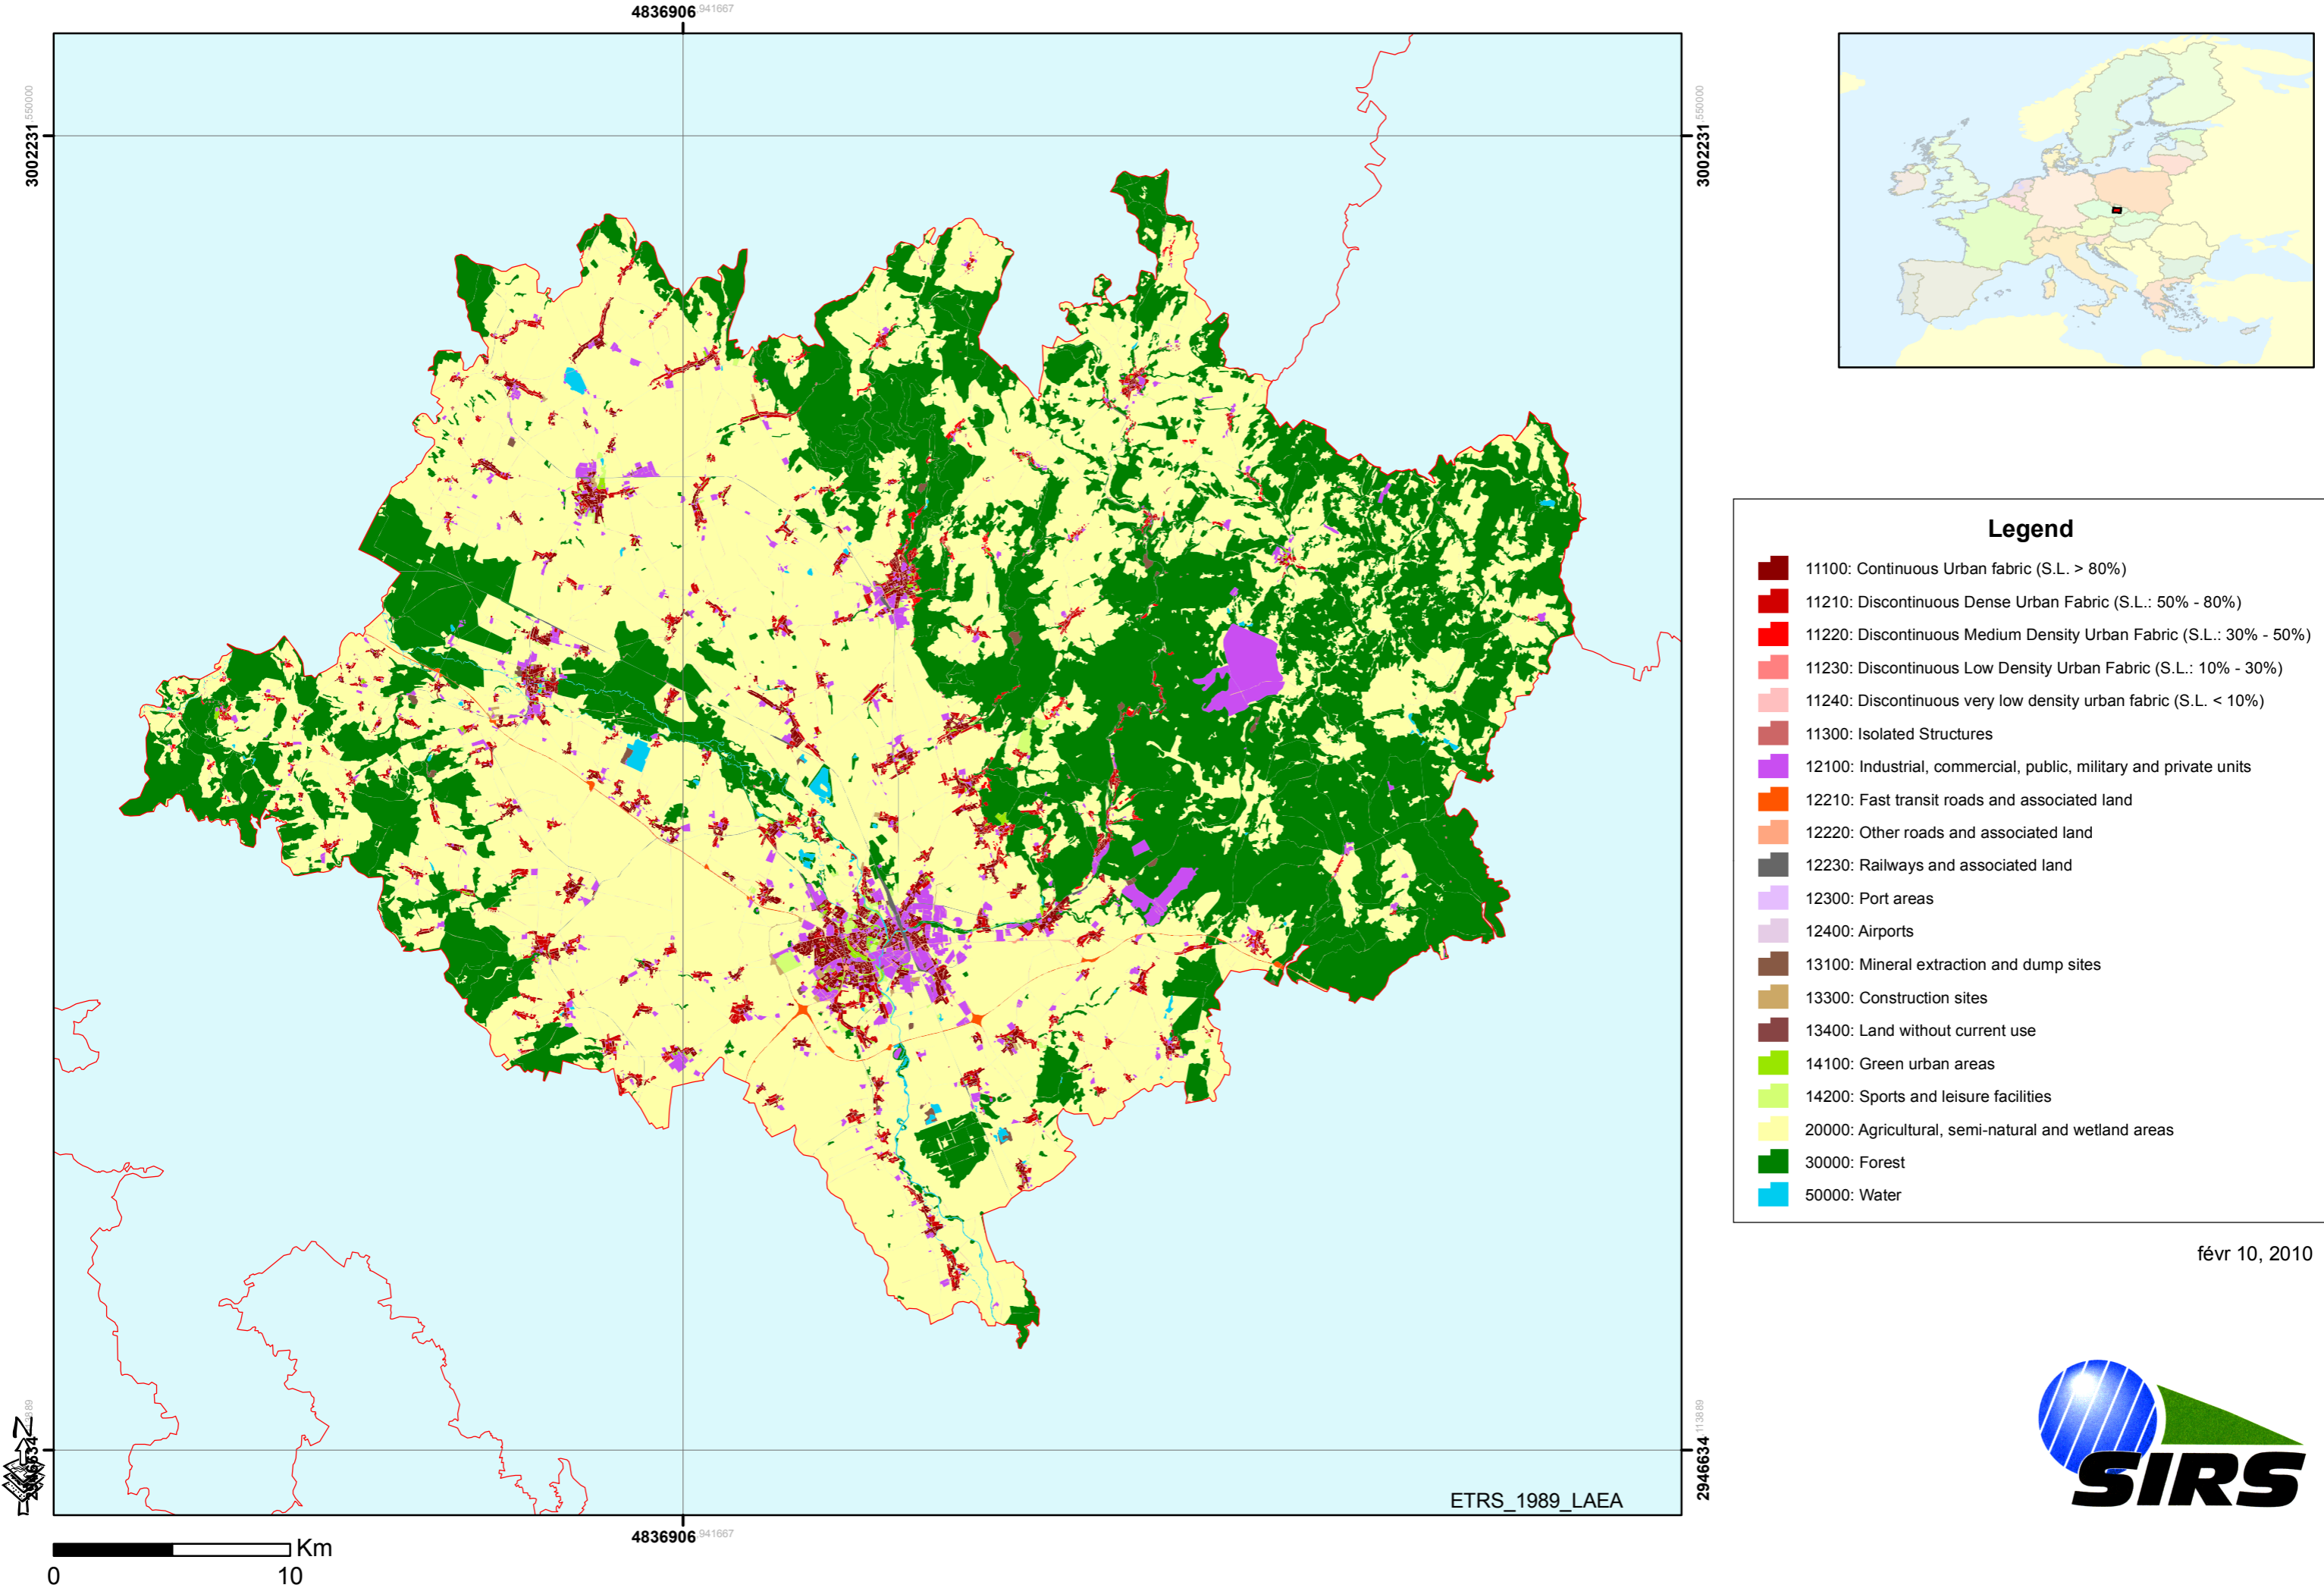 4836906 .941667
3002231 .550000
3002231 .550000
Legend
11100: Continuous Urban fabric (S.L. > 80%)
11210: Discontinuous Dense Urban Fabric (S.L.: 50% - 80%)
11220: Discontinuous Medium Density Urban Fabric (S.L.: 30% - 50%)
11230: Discontinuous Low Density Urban Fabric (S.L.: 10% - 30%)
11240: Discontinuous very low density urban fabric (S.L. < 10%)
11300: Isolated Structures
12100: Industrial, commercial, public, military and private units
12210: Fast transit roads and associated land
12220: Other roads and associated land
12230: Railways and associated land
12300: Port areas
12400: Airports
13100: Mineral extraction and dump sites
13300: Construction sites
13400: Land without current use
14100: Green urban areas
14200: Sports and leisure facilities
20000: Agricultural, semi-natural and wetland areas
30000: Forest
50000: Water
févr 10, 2010
2946634 .113889
SIRS
ETRS_1989_LAEA
4836906 .941667
Km
0 10